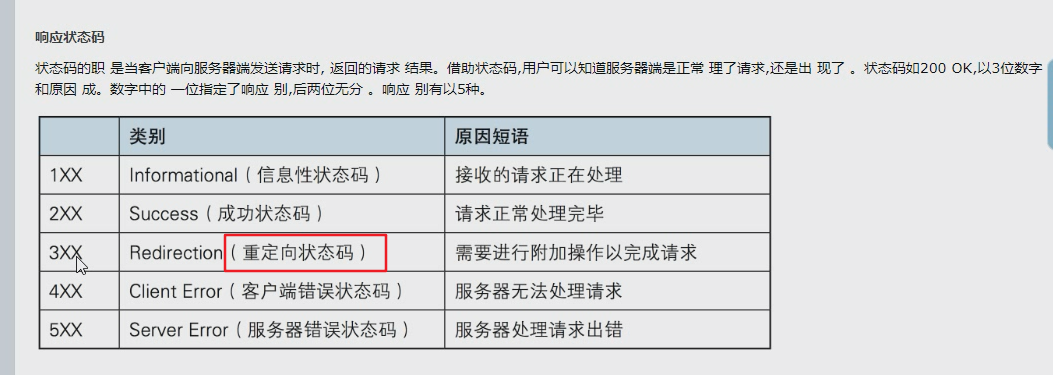 响应状态码
状态码的职 是当客户端向服务器端发送请求时, 返回的请求 结果。借助状态码,用户可以知道服务器端是正常 理了请求,还是出 现了 。状态码如200 OK,以3位数字
和原因 成。数字中的 一位指定了响应 别,后两位无分 。响应 别有以5种。
类别 原因短语
1XX Informational（信息性状态码） 接收的请求正在处理
2XX Success（成功状态码） 请求正常处理完毕
3XX Redirection（重定向状态码） 需要进行附加操作以完成请求
4XX Client Error（客户端错误状态码） 服务器无法处理请求
5XX Server Error（服务器错误状态码） 服务器处理请求出错